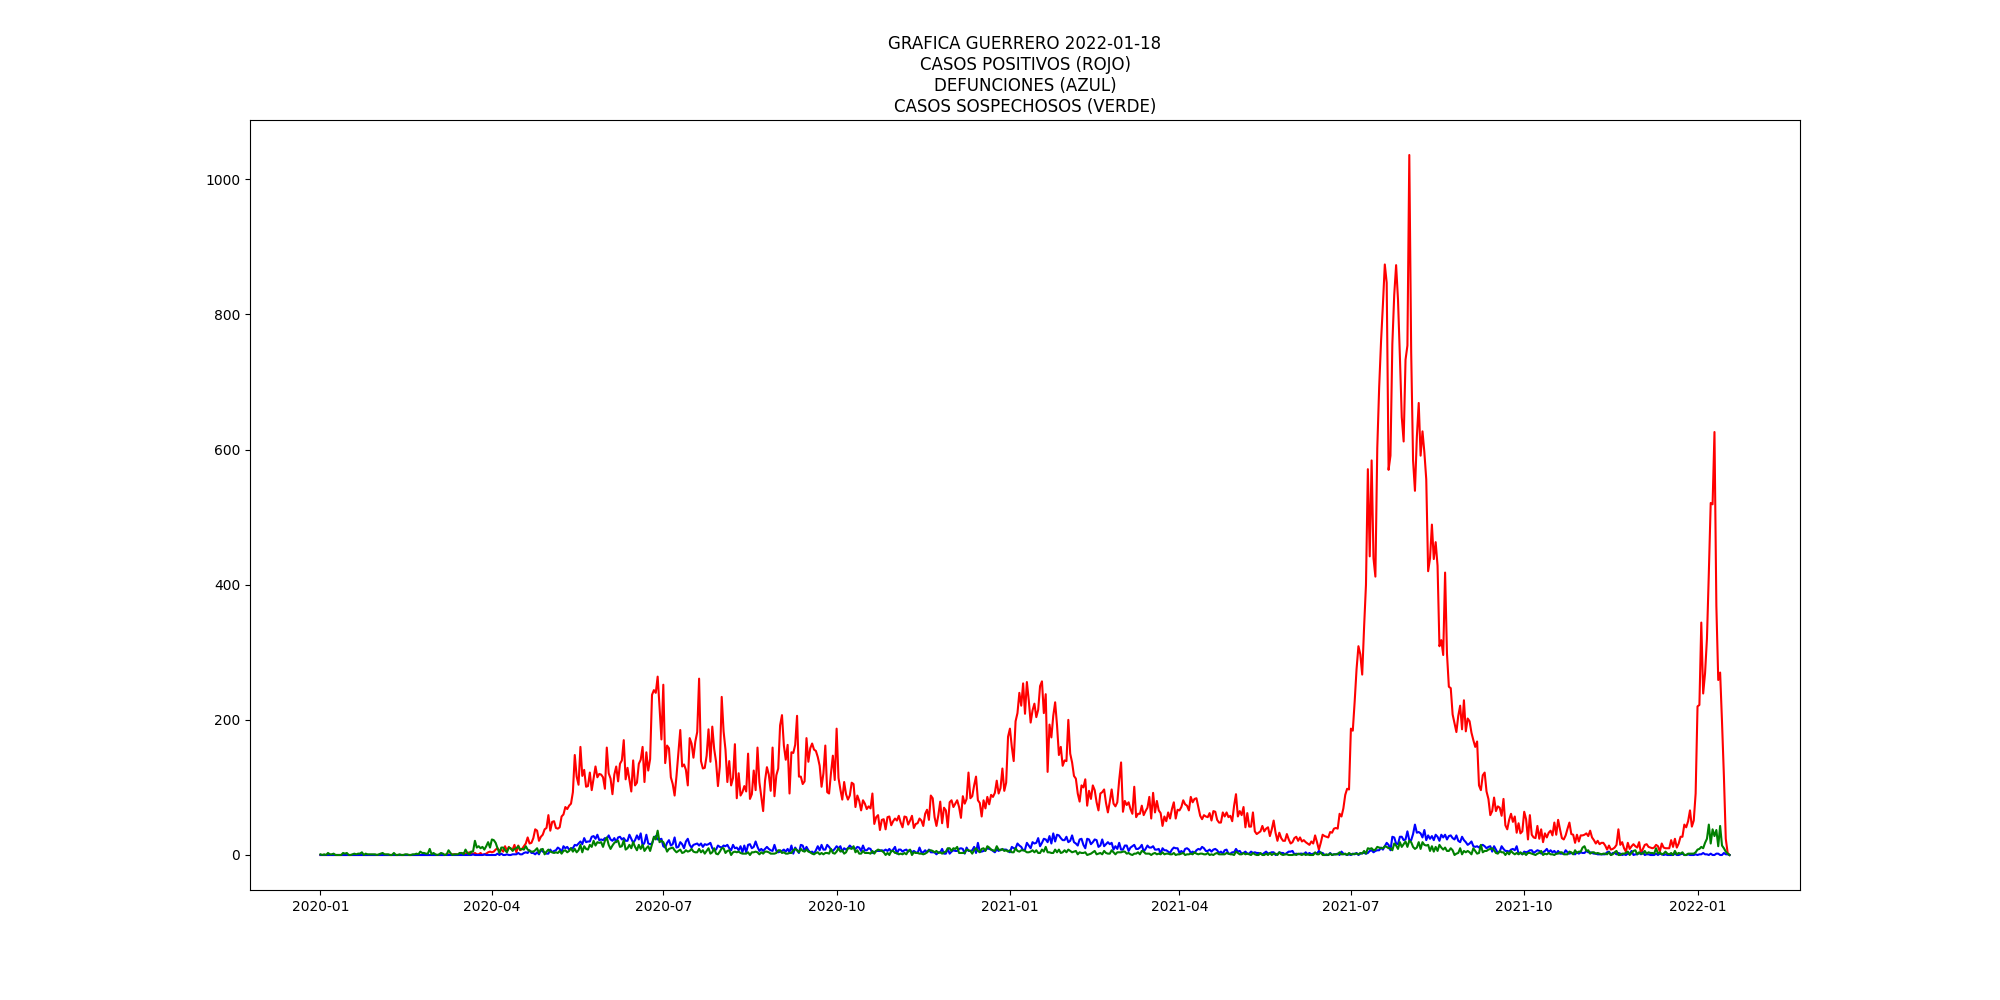 GRAFICA GUERRERO 2022-01-18
CASOS POSITIVOS (ROJO)
DEFUNCIONES (AZUL)
CASOS SOSPECHOSOS (VERDE)
1000
800
600
400
200
0
2020-01 2020-04 2020-07 2020-10 2021-01 2021-04 2021-07 2021-10 2022-01